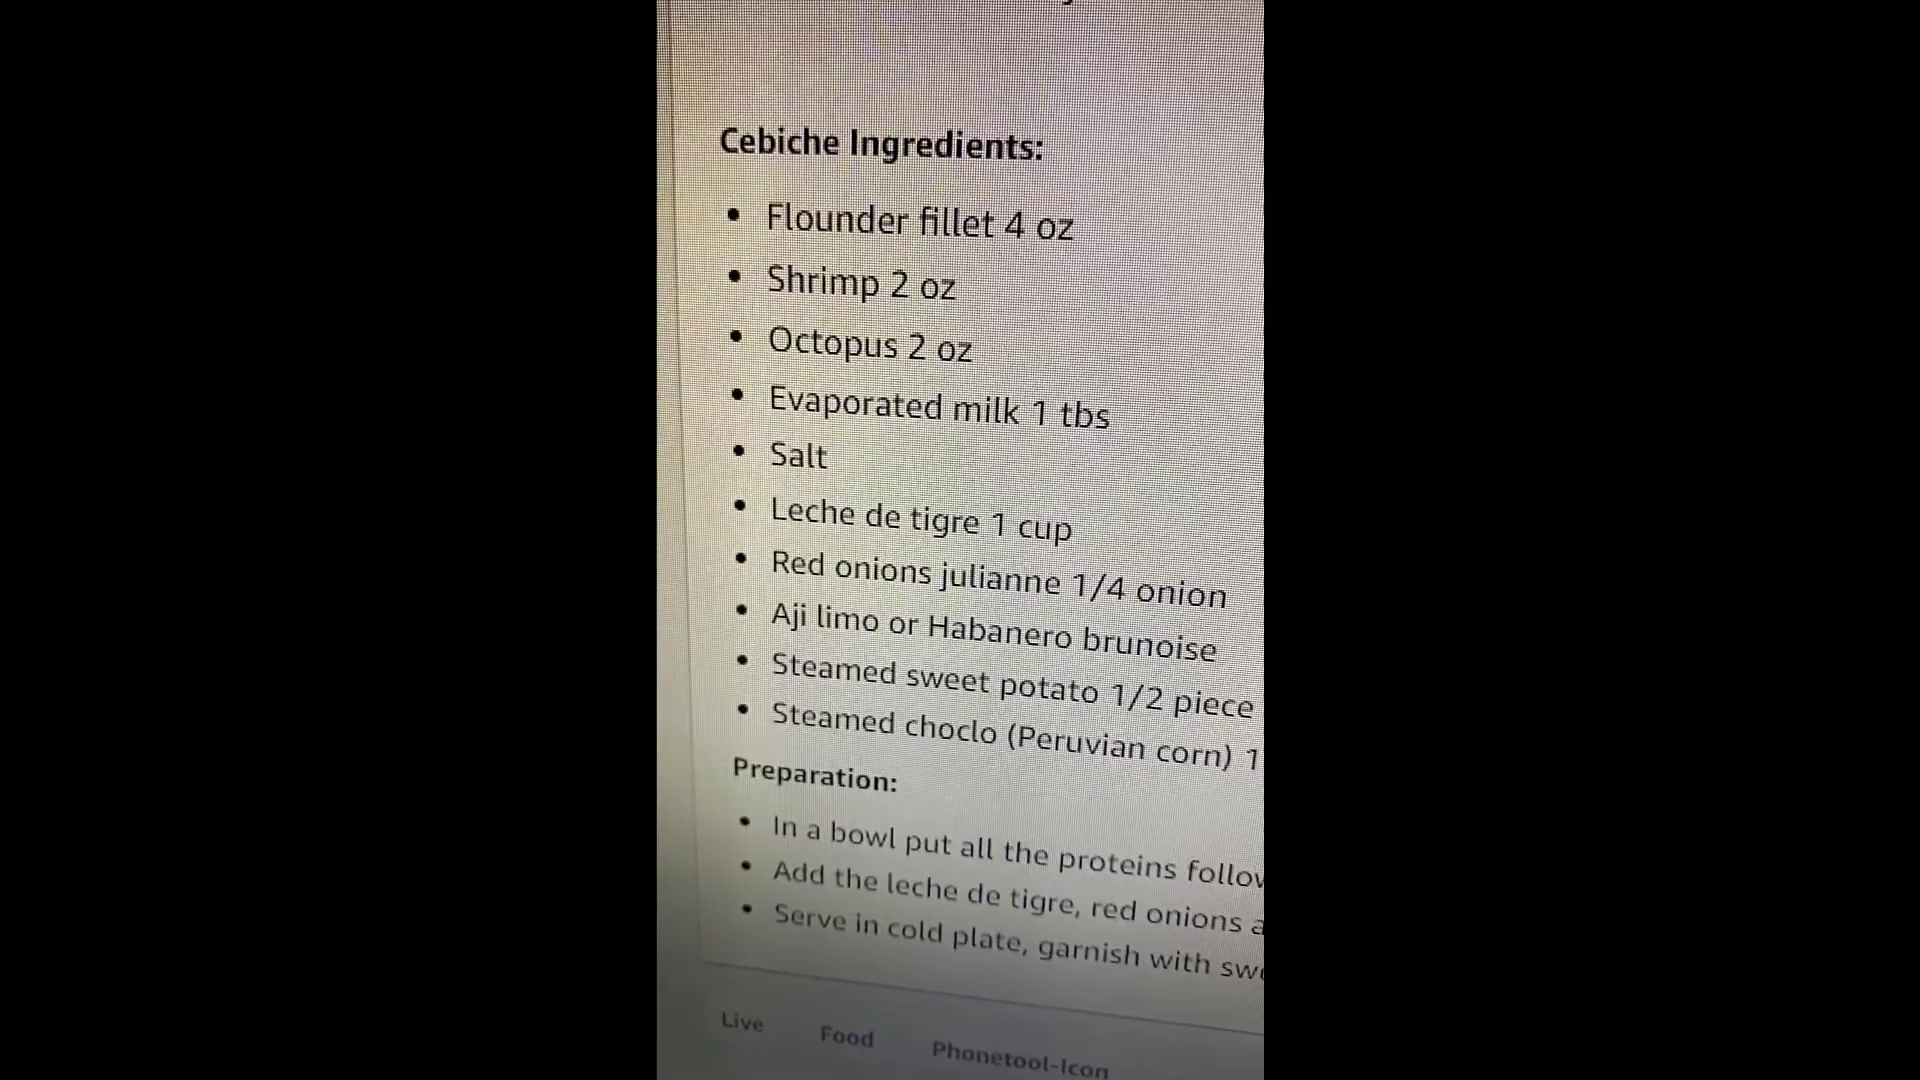 Cebiche Ingredients:
Flounder fillet 4 oz
Shrimp 2 oz
Octopus 2 oz
Evaporated milk 1 tbs
Salt
Leche de tigre 1 cup
Red onions julianne 1/4 onion
Aji limo or Habanero brunoise
Steamed sweet potato 1/2 piece
Steamed choclo (Peruvian corn) 1
Preparation:
In a bowl put all the proteins
Add the leche de tigre, red onions
Serve in cold plate, garnish with
Live Food Phonetool-Icon